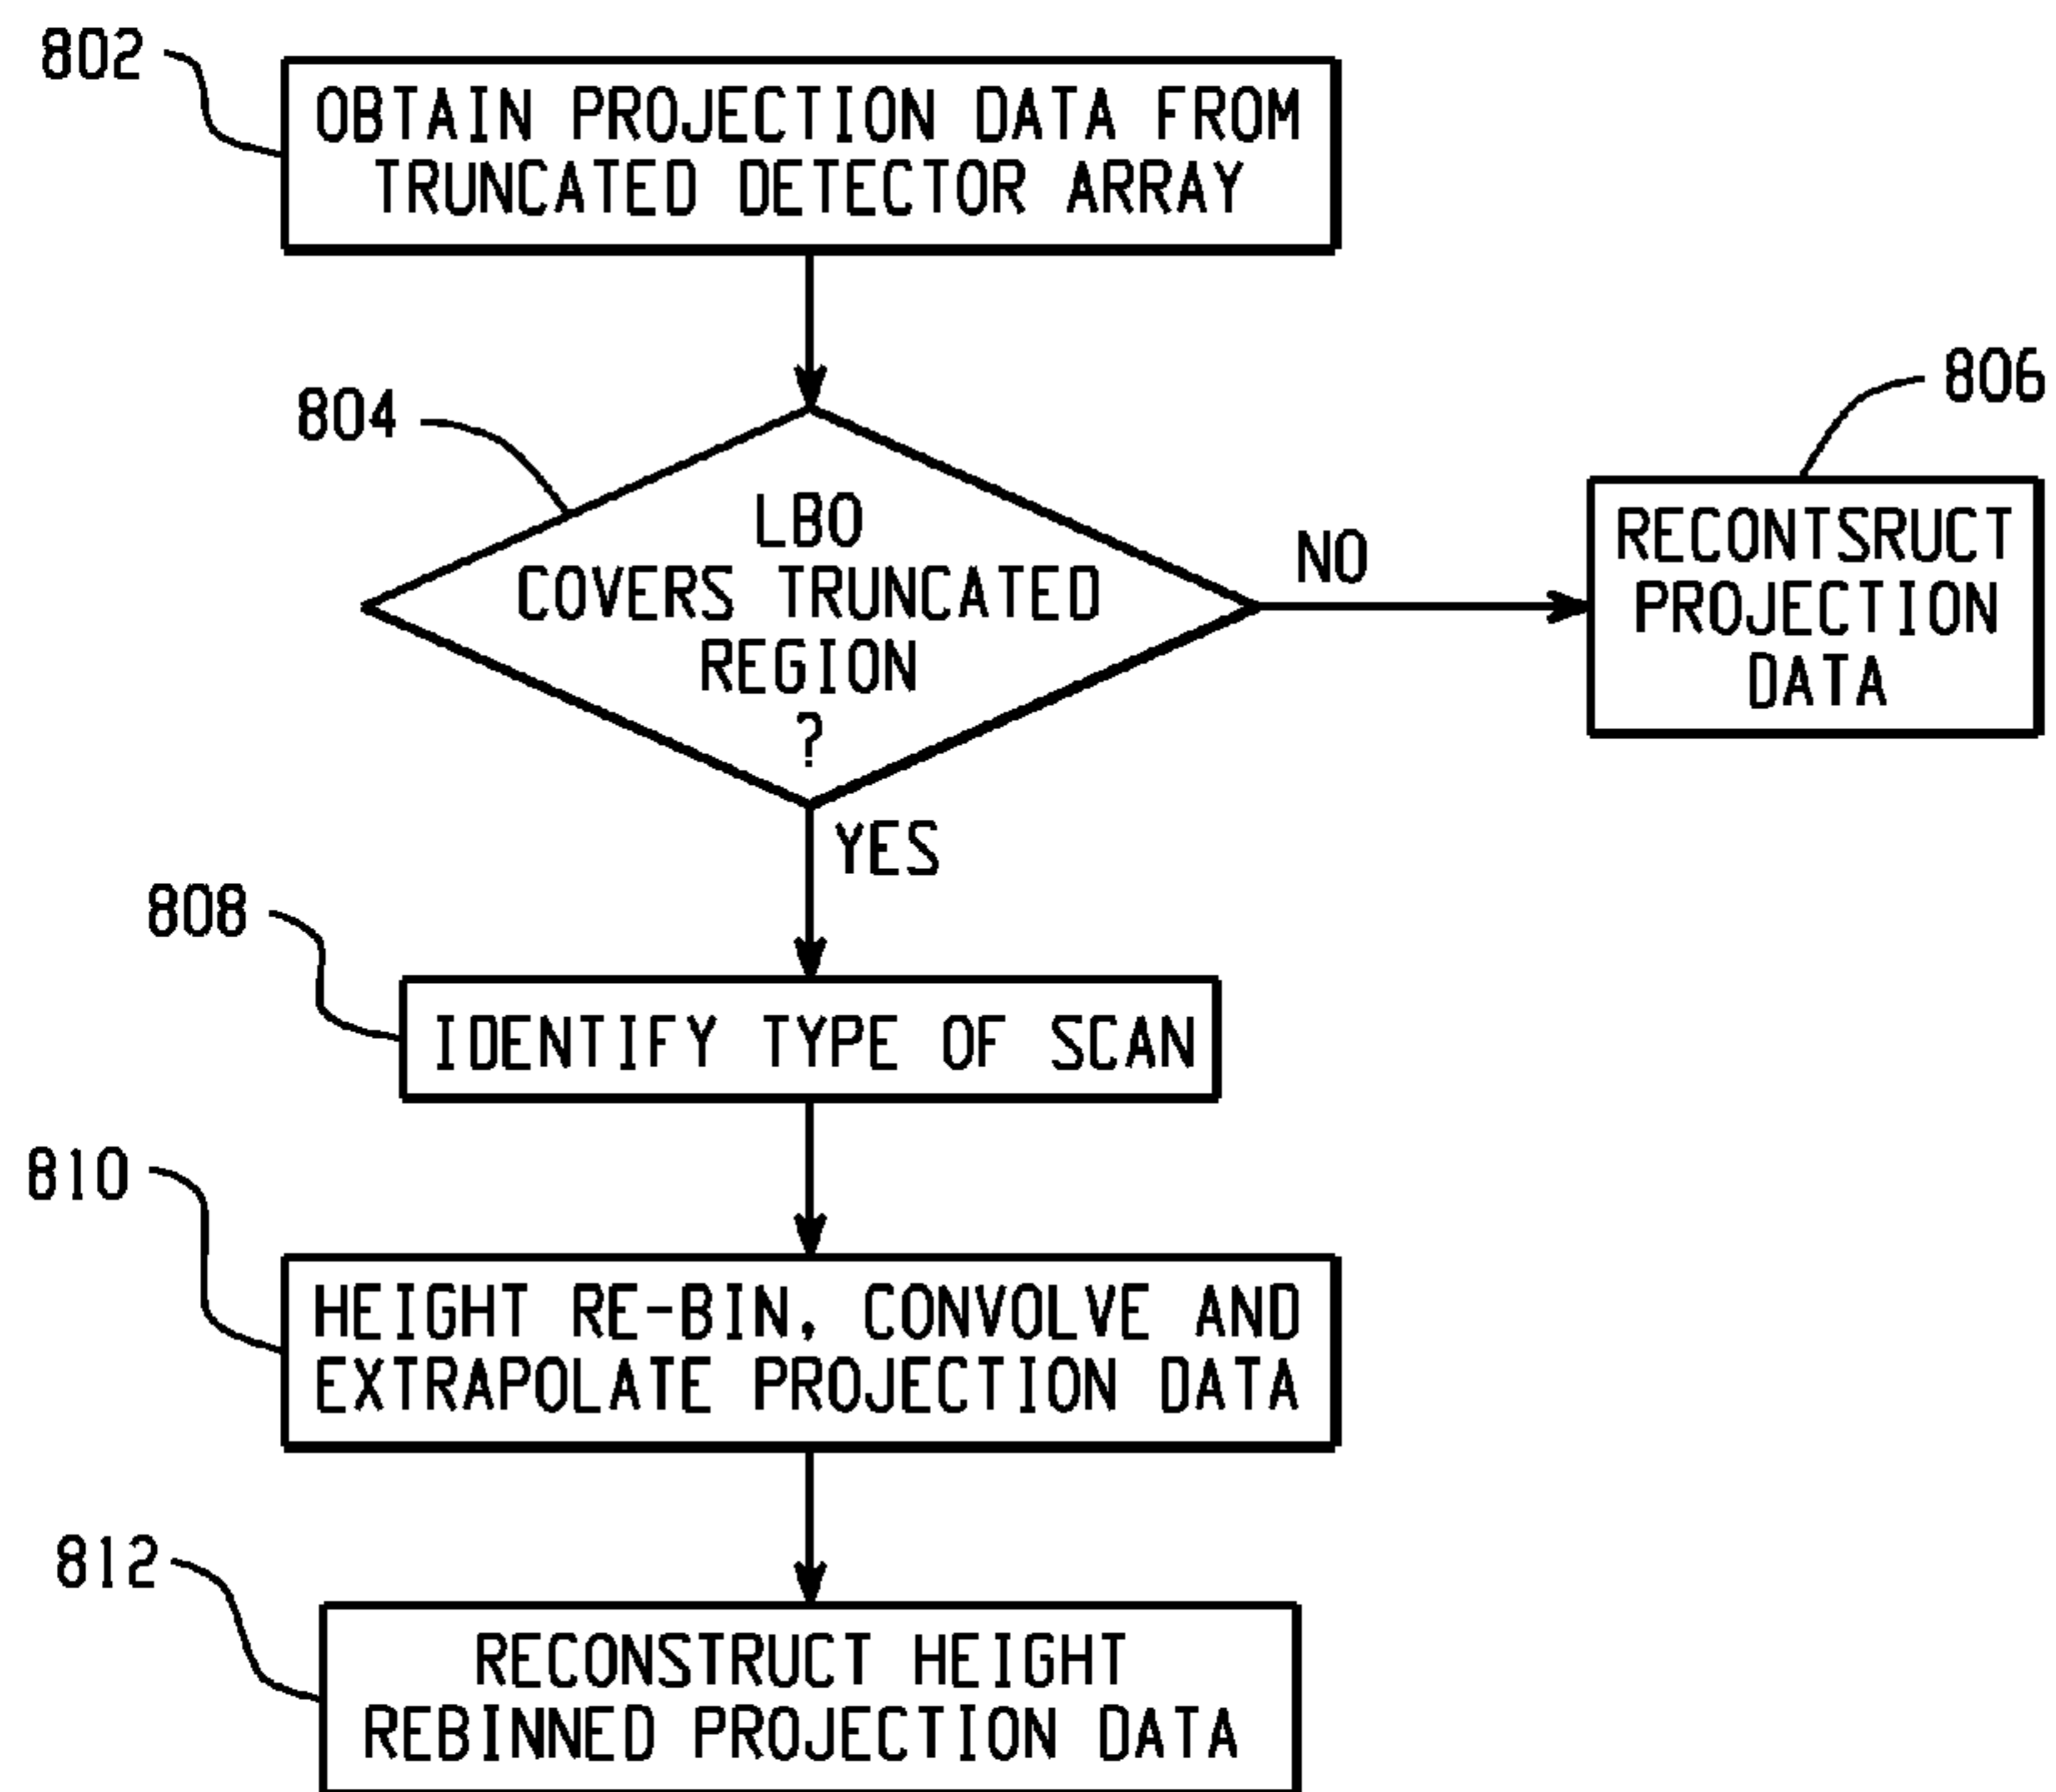 802
OBTAIN PROJECTION DATA FROM
TRUNCATED DETECTOR ARRAY
804
LBO
COVERS TRUNCATED
REGION
?
NO
806
RECONTSRUCT
PROJECTION
DATA
YES
808
IDENTIFY TYPE OF SCAN
810
HEIGHT RE-BIN, CONVOLVE AND
EXTRAPOLATE PROJECTION DATA
812
RECONSTRUCT HEIGHT
REBINNED PROJECTION DATA